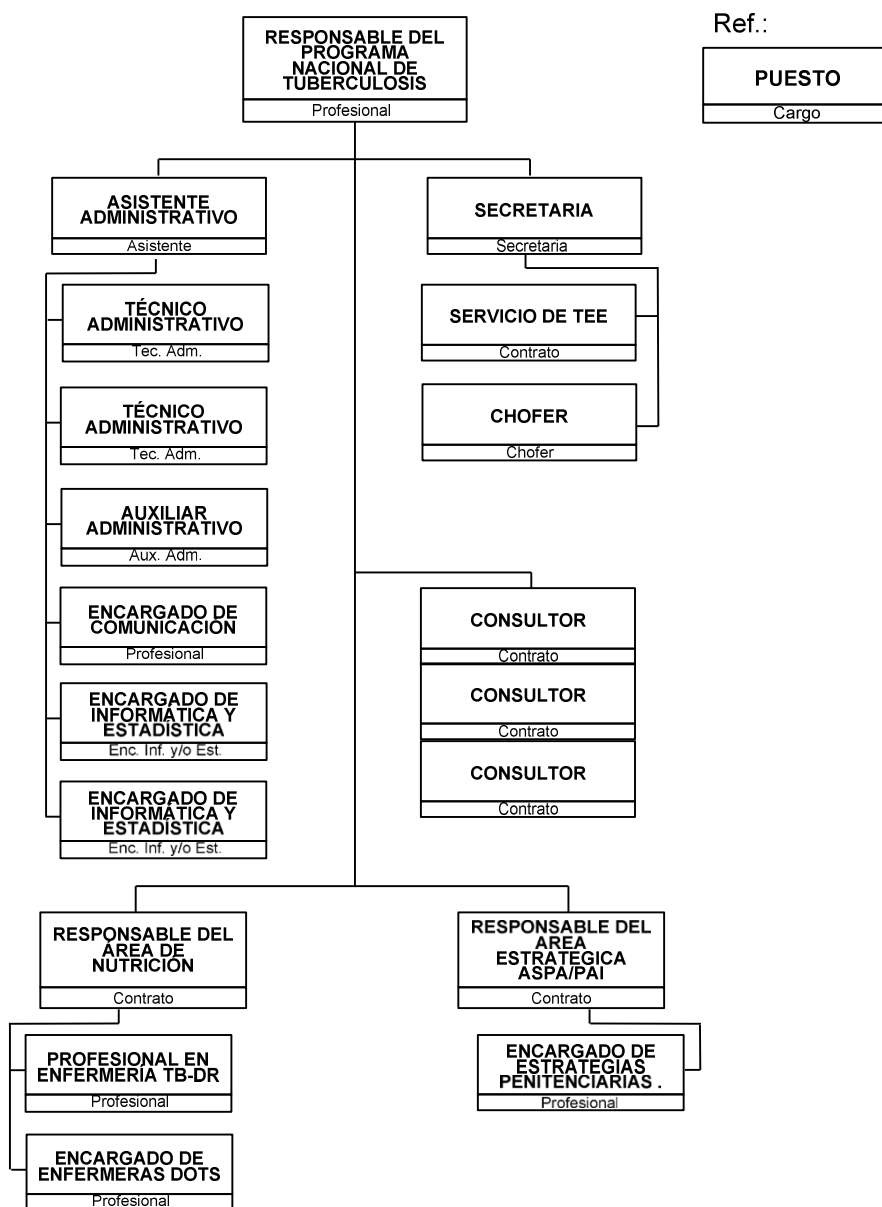 RESPONSABLE DEL
PROGRAMA
NACIONAL DE
TUBERCULOSIS
Profesional
Ref.:
PUESTO
Cargo
ASISTENTE
ADMINISTRATIVO
Asistente
SECRETARIA
Secretaria
TÉCNICO
ADMINISTRATIVO
Tec. Adm.
SERVICIO DE TEE
Contrato
TÉCNICO
ADMINISTRATIVO
Tec. Adm.
CHOFER
Chofer
AUXILIAR
ADMINISTRATIVO
Aux. Adm.
ENCARGADO DE
COMUNICACIÓN
Profesional
CONSULTOR
Contrato
ENCARGADO DE
INFORMÁTICA Y
ESTADÍSTICA
Enc. Inf. y/o Est.
CONSULTOR
Contrato
ENCARGADO DE
INFORMÁTICA Y
ESTADÍSTICA
Enc. Inf. y/o Est.
CONSULTOR
Contrato
RESPONSABLE DEL
ÁREA DE
NUTRICIÓN
Contrato
RESPONSABLE DEL
AREA
ESTRATEGICA
ASPA/PAI
Contrato
PROFESIONAL EN
ENFERMERÍA TB-DR
Profesional
ENCARGADO DE
ESTRATEGIAS
PENITENCIARIAS .
Profesional
ENCARGADO DE
ENFERMERAS DOTS
Profesional